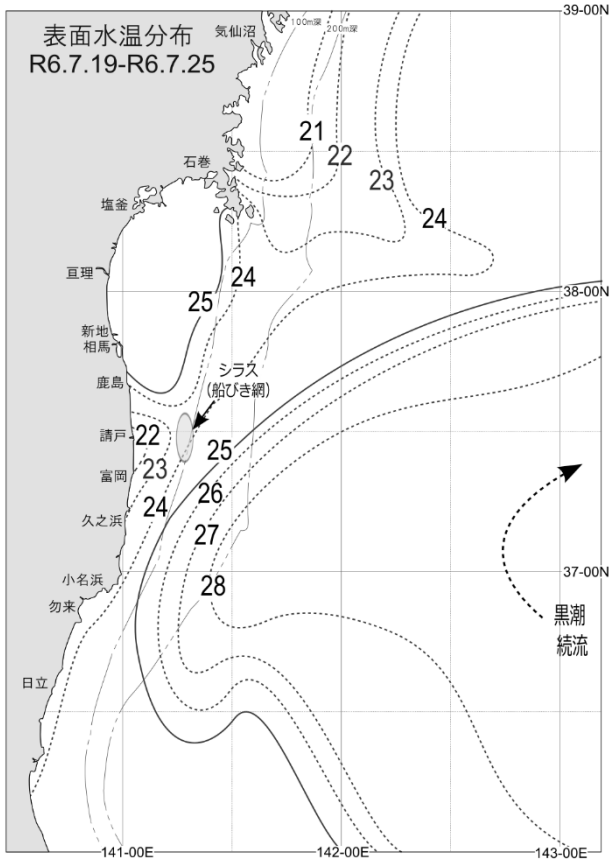 表面水温分布
R6.7.19-R6.7.25
気仙沼
100m深
200m深
39-00N
21
22
23
24
石巻
塩釜
亘理
24
25
38-00N
新地
相馬
鹿島
シラス
(船びき網)
請戸
22
富岡
23
25
久之浜
24
26
27
小名浜
28
37-00N
勿来
黒潮
続流
日立
141-00E
142-00E
143-00E